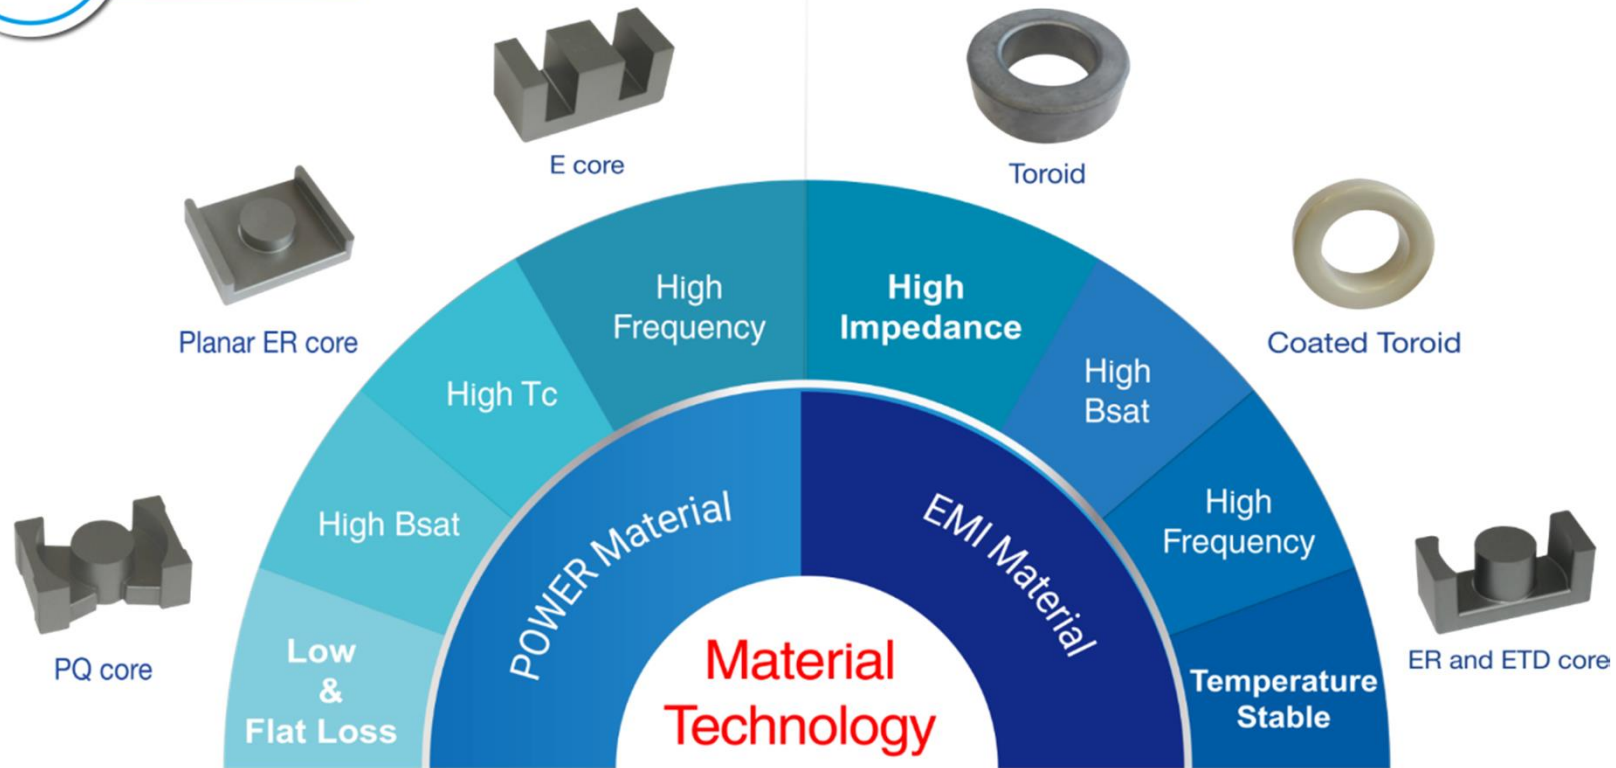 E core
Toroid
Planar ER core
Coated Toroid
PQ core
ER and ETD core
Low
&
Flat Loss
High Bsat
High Tc
High
Frequency
High
Impedance
High
Bsat
High
Frequency
Temperature
Stable
POWER Material
EMI Material
Material
Technology